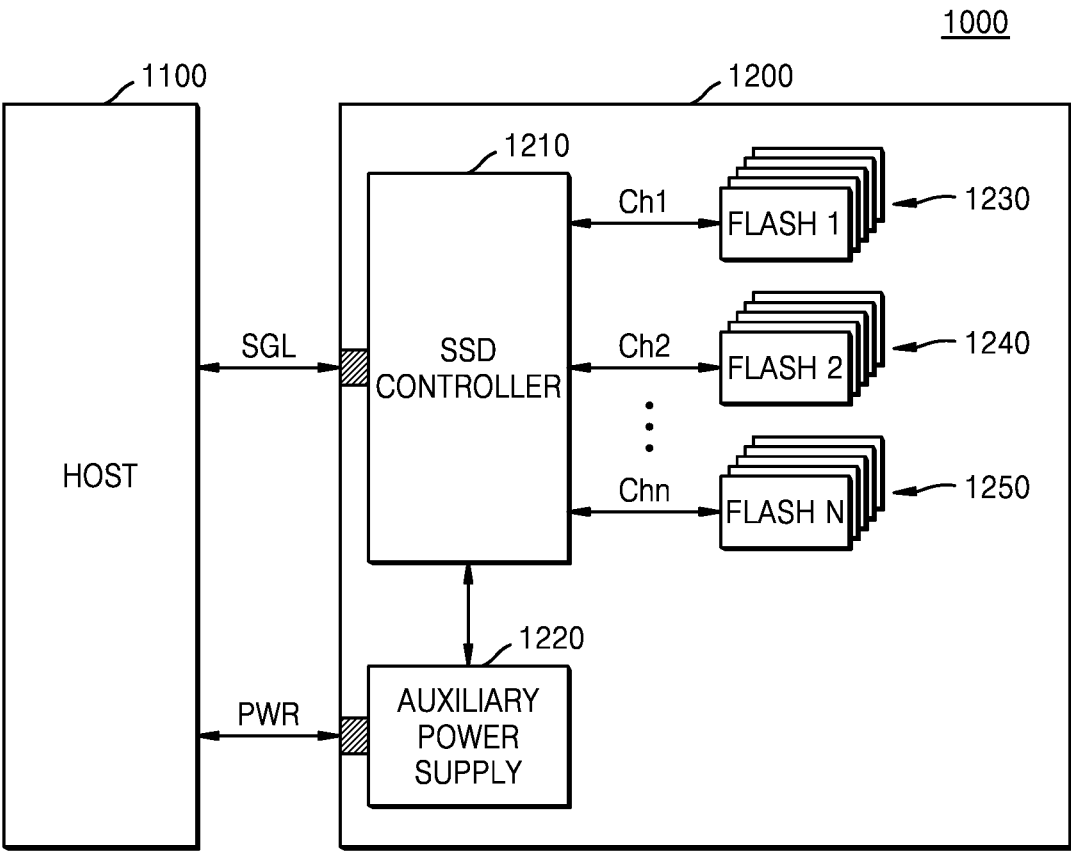 1000
1100
1200
1210
Ch1
FLASH 1
1230
SGL
SSD
CONTROLLER
Ch2
FLASH 2
1240
HOST
Chn
FLASH N
1250
1220
PWR
AUXILIARY
POWER
SUPPLY